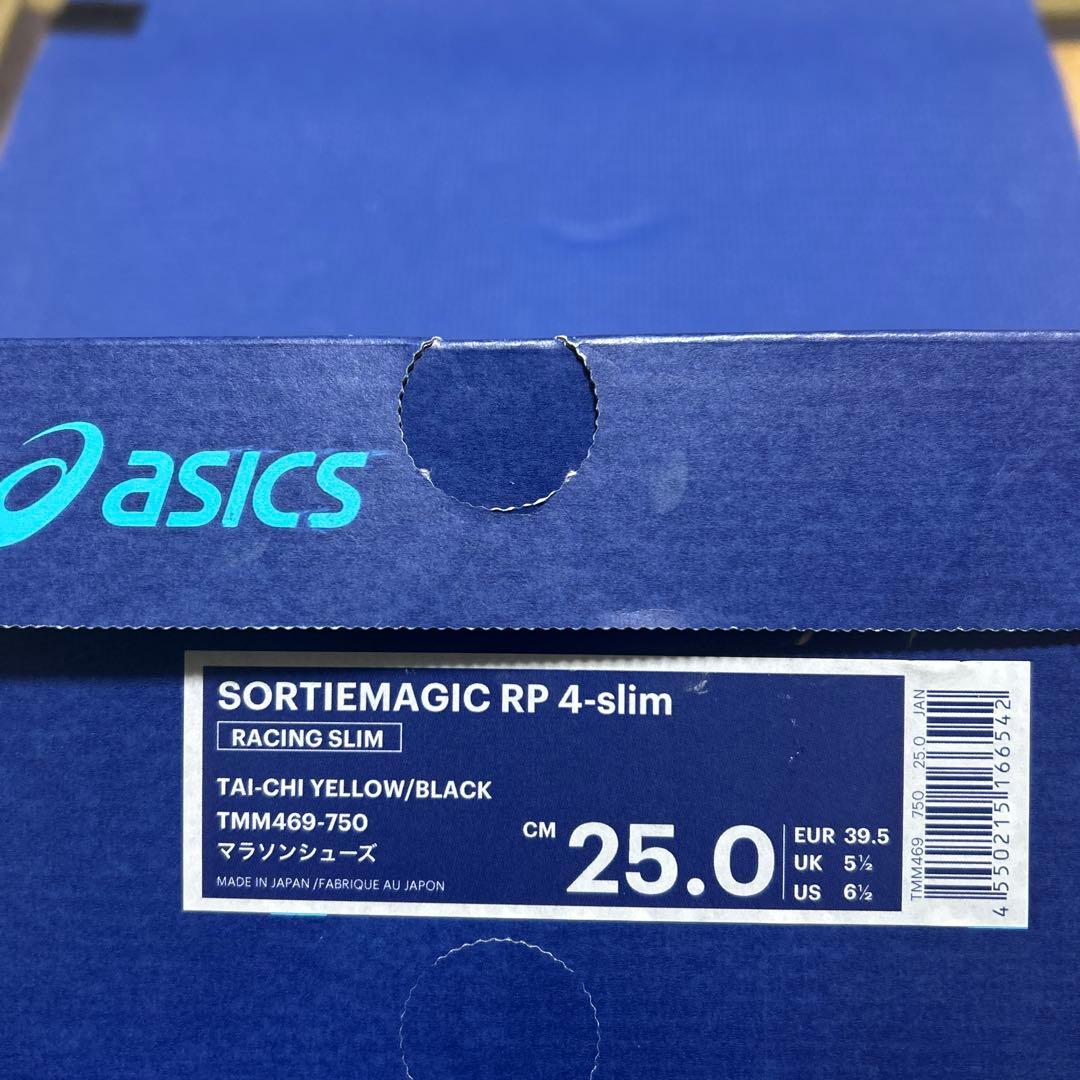 asics
SORTIEMAGIC RP 4-slim
RACING SLIM
TAI-CHI YELLOW/BLACK
TMM469-750
マラソンシューズ
MADE IN JAPAN /FABRIQUE AU JAPON
CM 25.0
EUR 39.5
UK 5½
US 6½
TMM469 750 25.0 JAN
4550215166542